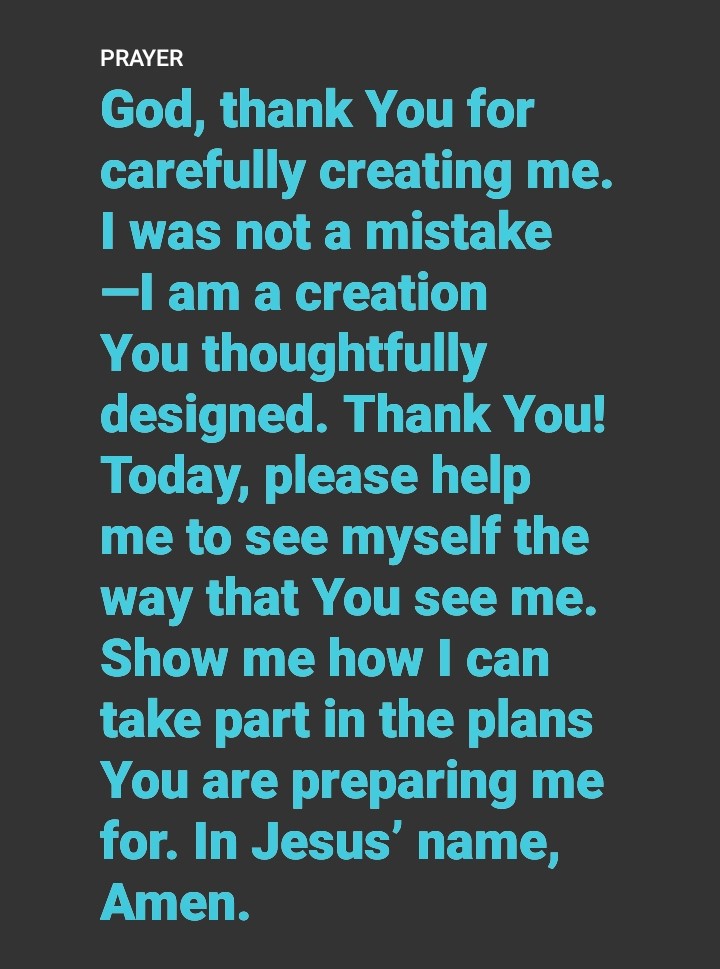 PRAYER
God, thank You for
carefully creating me.
I was not a mistake
—I am a creation
You thoughtfully
designed. Thank You!
Today, please help
me to see myself the
way that You see me.
Show me how I can
take part in the plans
You are preparing me
for. In Jesus’ name,
Amen.